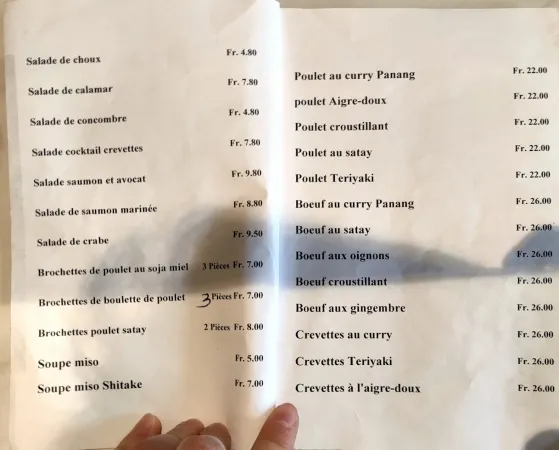 Salade de choux Fr. 4.80
Salade de calamar Fr. 7.80
Salade de concombre Fr. 4.80
Salade cocktail crevettes Fr. 7.80
Salade saumon et avocat Fr. 9.80
Salade de saumon marinée Fr. 8.80
Salade de crabe Fr. 9.50
Brochettes de poulet au soja miel 3 Pièces Fr. 7.00
Brochettes de boulette de poulet 3 Pièces Fr. 7.00
Brochettes poulet satay 2 Pièces Fr. 8.00
Soupe miso Fr. 5.00
Soupe miso Shitake Fr. 7.00
Poulet au curry Panang Fr. 22.00
poulet Aigre-doux Fr. 22.00
Poulet croustillant Fr. 22.00
Poulet au satay Fr. 22.00
Poulet Teriyaki Fr. 22.00
Boeuf au curry Panang Fr. 26.00
Boeuf au satay Fr. 26.00
Boeuf aux oignons Fr. 26.00
Boeuf croustillant Fr. 26.00
Boeuf aux gingembre Fr. 26.00
Crevettes au curry Fr. 26.00
Crevettes Teriyaki Fr. 26.00
Crevettes à l'aigre-doux Fr. 26.00